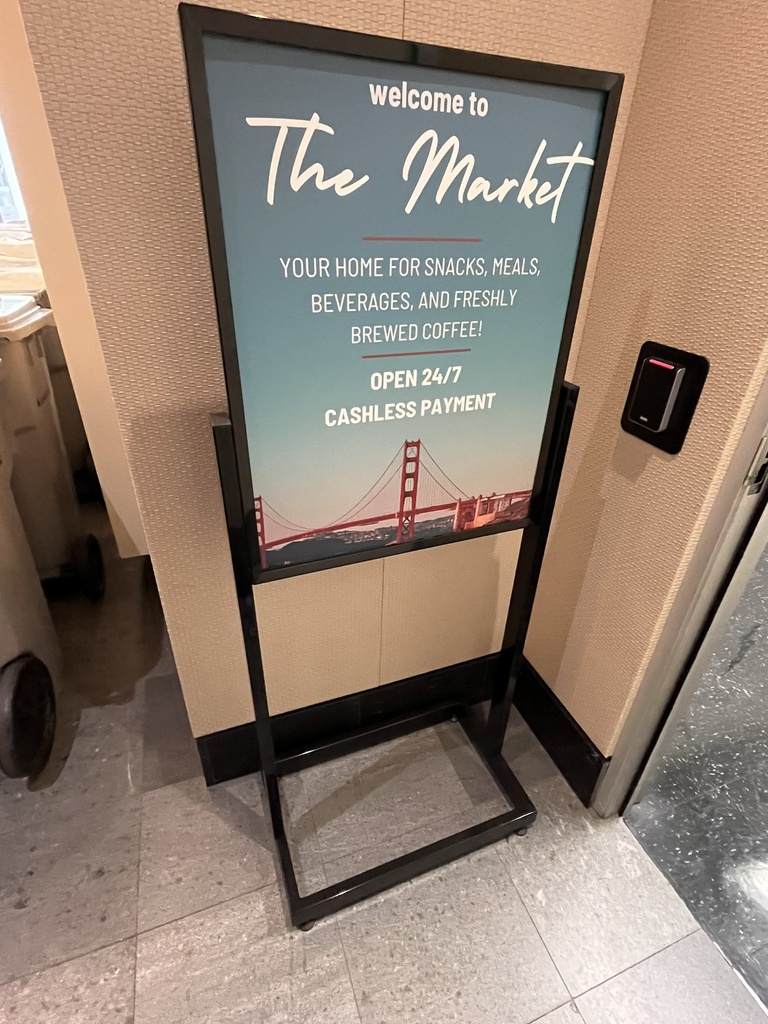 welcome to
The Market
YOUR HOME FOR SNACKS, MEALS,
BEVERAGES, AND FRESHLY
BREWED COFFEE!
OPEN 24/7
CASHLESS PAYMENT